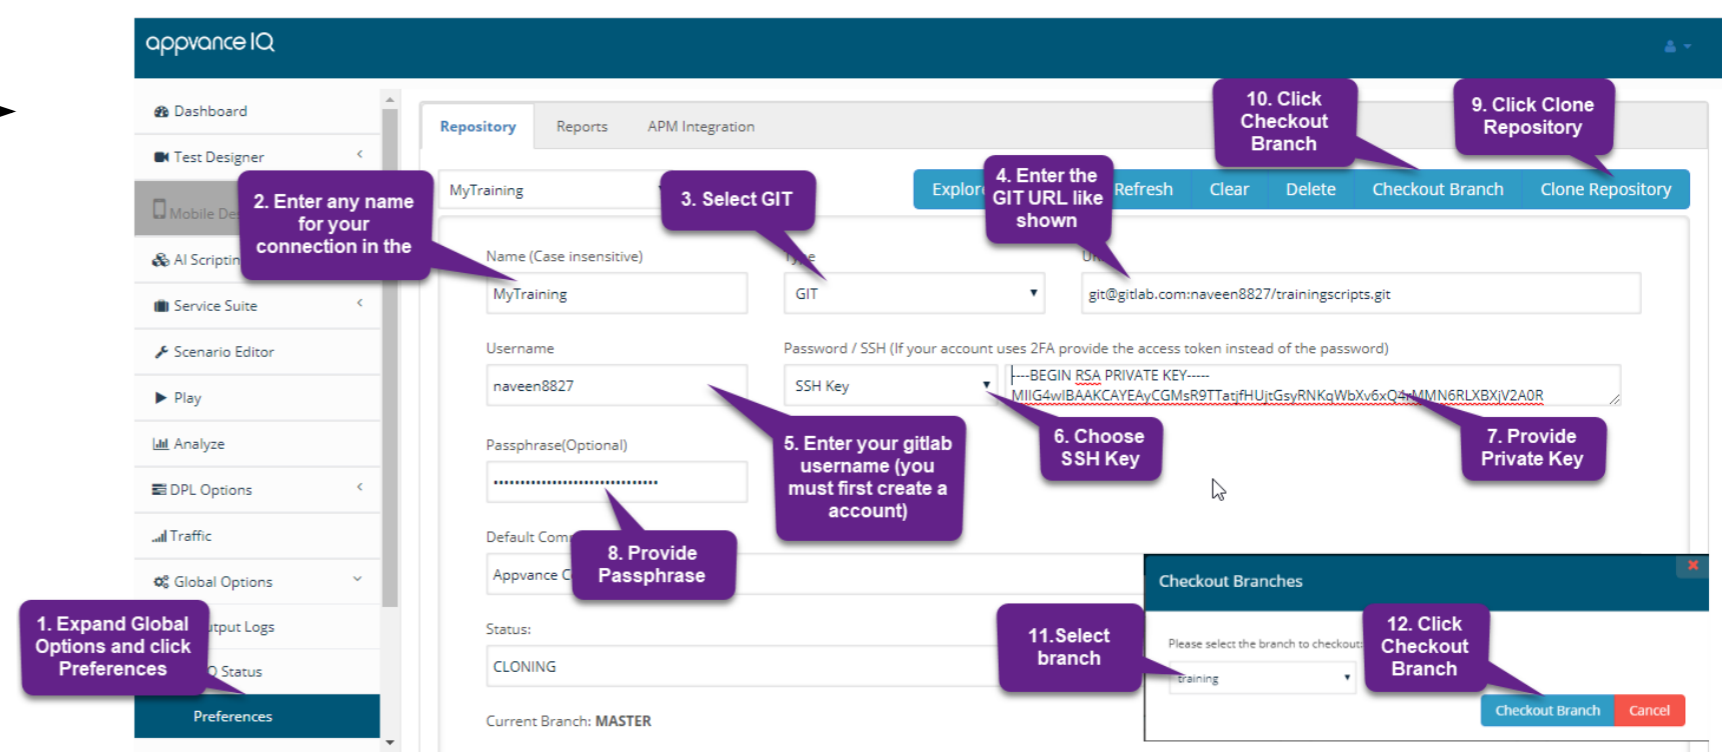 appvance IQ
Dashboard
10. Click
Checkout
Branch
9. Click Clone
Repository
Repository
Reports
APM Integration
Test Designer
MyTraining
3. Select GIT
4. Enter the
GIT URL like
shown
Refresh
Clear
Delete
Checkout Branch
Clone Repository
2. Enter any name
for your
connection in the
Mobile
Name (Case insensitive)
AI
MyTraining
GIT
git@gitlab.com:naveen8827/trainingscripts.git
Service Suite
Scenario Editor
Username
Password / SSH (If your account uses 2FA provide the access token instead of the password)
naveen8827
SSH Key
----BEGIN RSA PRIVATE KEY-----
Play
Analyze
Passphrase(Optional)
5. Enter your gitlab
username (you
must first create a
account)
6. Choose
SSH Key
7. Provide
Private Key
DPL Options
Traffic
Default
8. Provide
Passphrase
Appvance
Global Options
Checkout Branches
1. Expand Global
Options and click
Preferences
Logs
Status:
11.Select
branch
Please select the branch to checkout:
12. Click
Checkout
Branch
Status
CLONING
training
Preferences
Current Branch: MASTER
Checkout Branch
Cancel